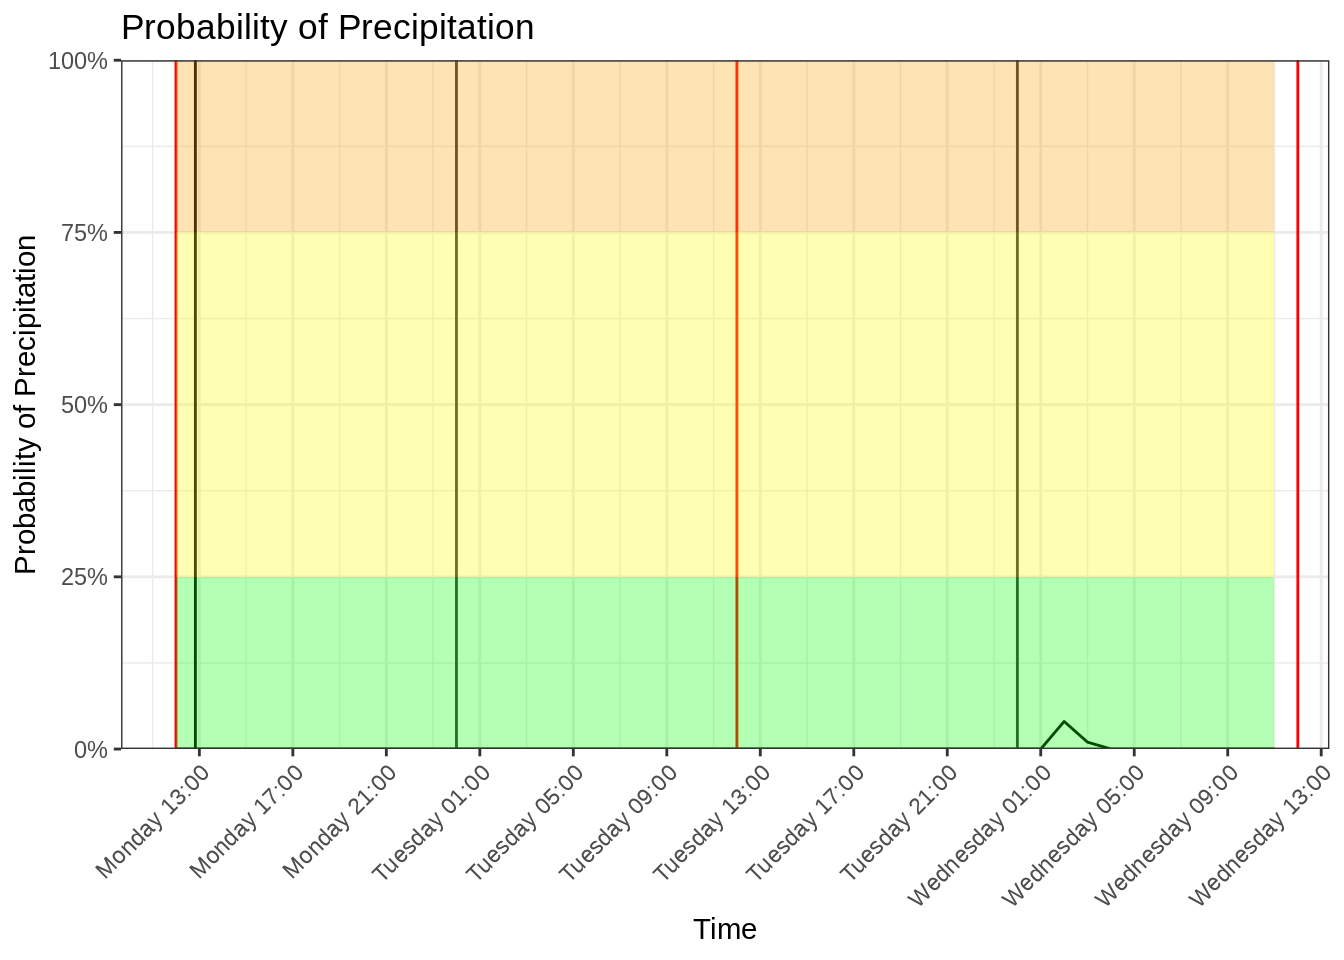 Probability of Precipitation
Probability of Precipitation
100%
75%
50%
25%
0%
Monday 13:00
Monday 17:00
Monday 21:00
Tuesday 01:00
Tuesday 05:00
Tuesday 09:00
Tuesday 13:00
Tuesday 17:00
Tuesday 21:00
Wednesday 01:00
Wednesday 05:00
Wednesday 09:00
Wednesday 13:00
Time